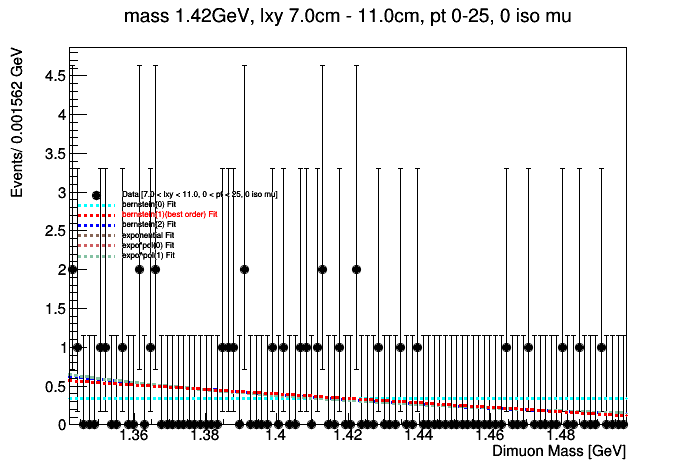 mass 1.42GeV, lxy 7.0cm - 11.0cm, pt 0-25, 0 iso mu
Events/ 0.001562 GeV
4.5
4
3.5
3
2.5
2
1.5
1
0.5
0
Data [7.0 < lxy < 11.0, 0 < pt < 25, 0 iso mu]
bernstein(0) Fit
bernstein(1)(best order) Fit
bernstein(2) Fit
exponential Fit
expo*pol(0) Fit
expo*pol(1) Fit
1.36 1.38 1.4 1.42 1.44 1.46 1.48
Dimuon Mass [GeV]